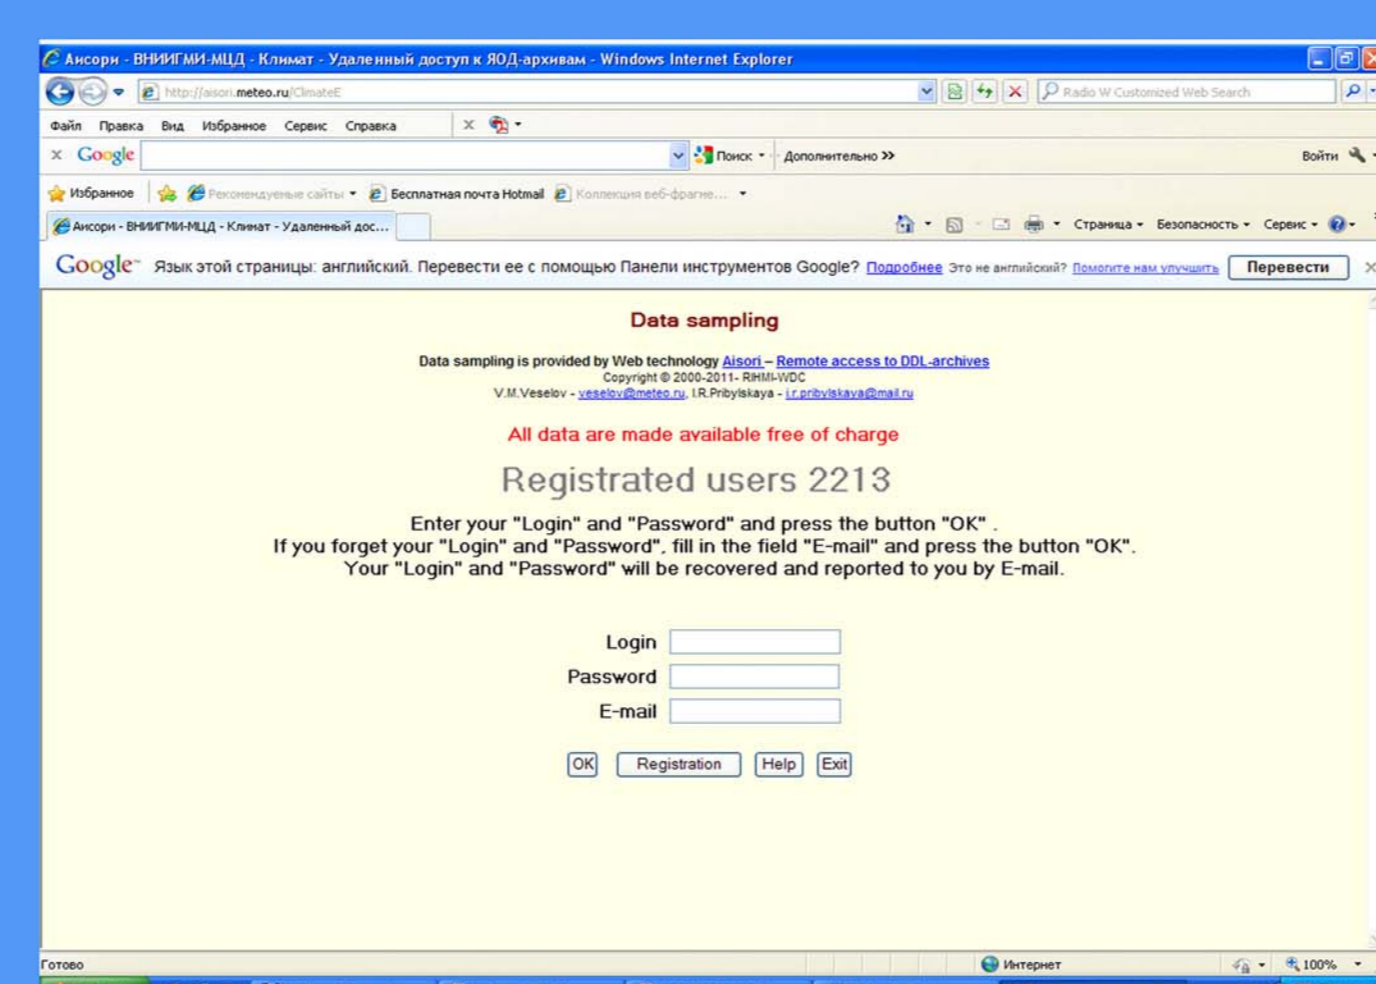 Аисори - ВНИИГМИ-МЦД - Климат - Удаленный доступ к ЯОД-архивам - Windows Internet Explorer
http://aisori.meteo.ru/ClimateE
Radio W Customized Web Search
Файл Правка Вид Избранное Сервис Справка
x Google Поиск Дополнительно >> Войти
Избранное Рекомендуемые сайты Бесплатная почта Hotmail Коллекция веб-фрагме...
Аисори - ВНИИГМИ-МЦД - Климат - Удаленный дос... Страница Безопасность Сервис
Google Язык этой страницы: английский. Перевести ее с помощью Панели инструментов Google? Подробнее Это не английский? Помогите нам улучшить Перевести
Data sampling
Data sampling is provided by Web technology Aisori – Remote access to DDL-archives
Copyright © 2000-2011- RIHMI-WDC
V.M.Veselov - veselov@meteo.ru, I.R.Pribylskaya - i.r.pribylskaya@mail.ru
All data are made available free of charge
Registrated users 2213
Enter your "Login" and "Password" and press the button "OK" .
If you forget your "Login" and "Password", fill in the field "E-mail" and press the button "OK".
Your "Login" and "Password" will be recovered and reported to you by E-mail.
Login
Password
E-mail
OK Registration Help Exit
Готово Интернет 100%